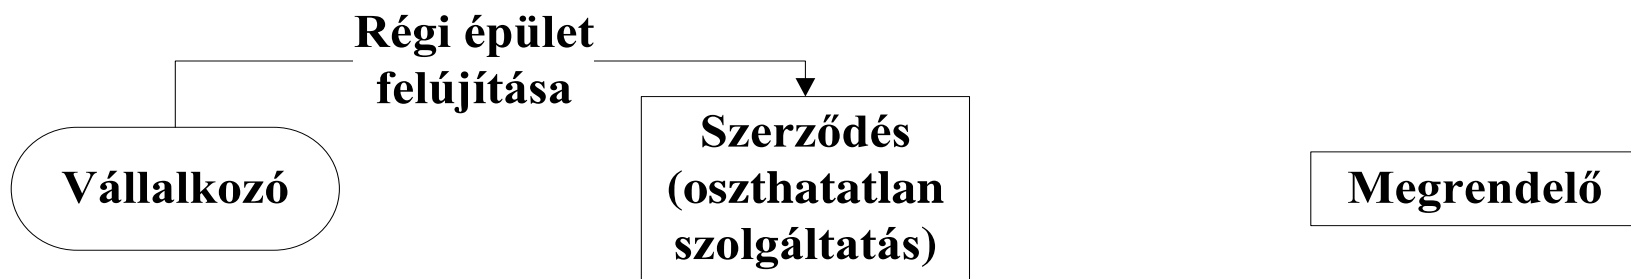 Régi épület
felújítása
Vállalkozó
Szerződés
(oszthatatlan
szolgáltatás)
Megrendelő